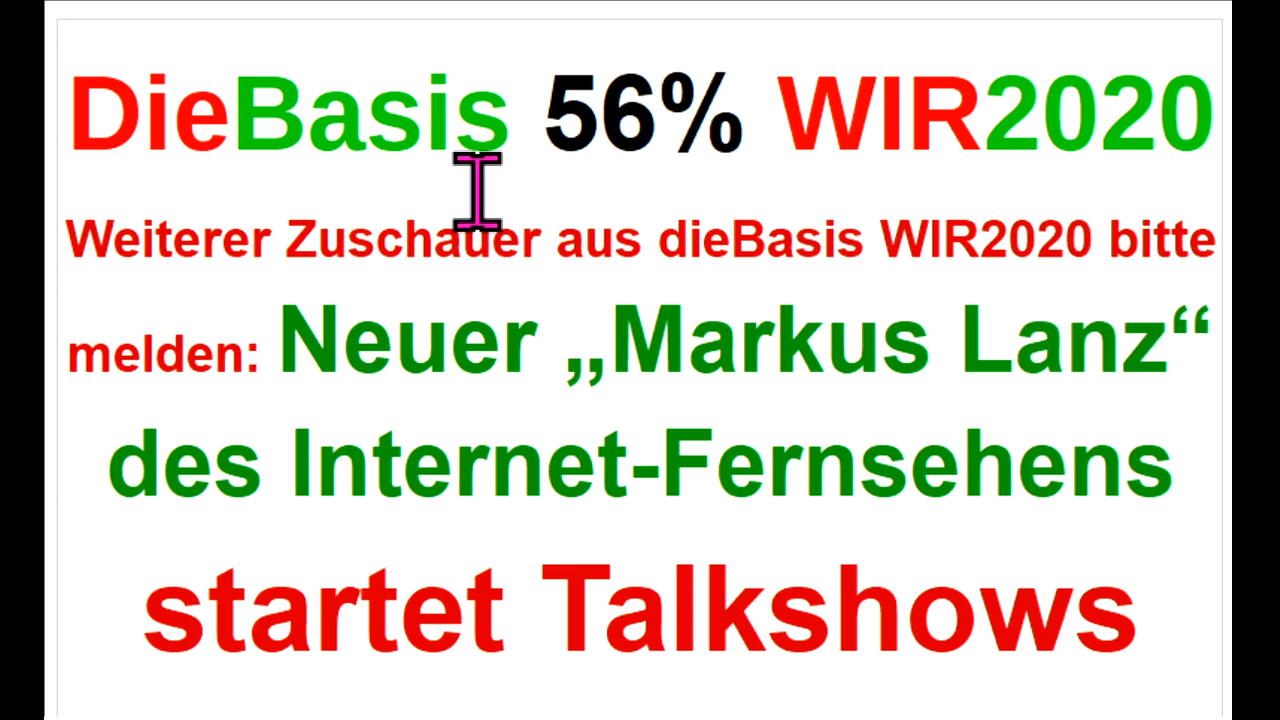 DieBasis 56% WIR2020
Weiterer Zuschauer aus dieBasis WIR2020 bitte
melden: Neuer „Markus Lanz“
des Internet-Fernsehens
startet Talkshows